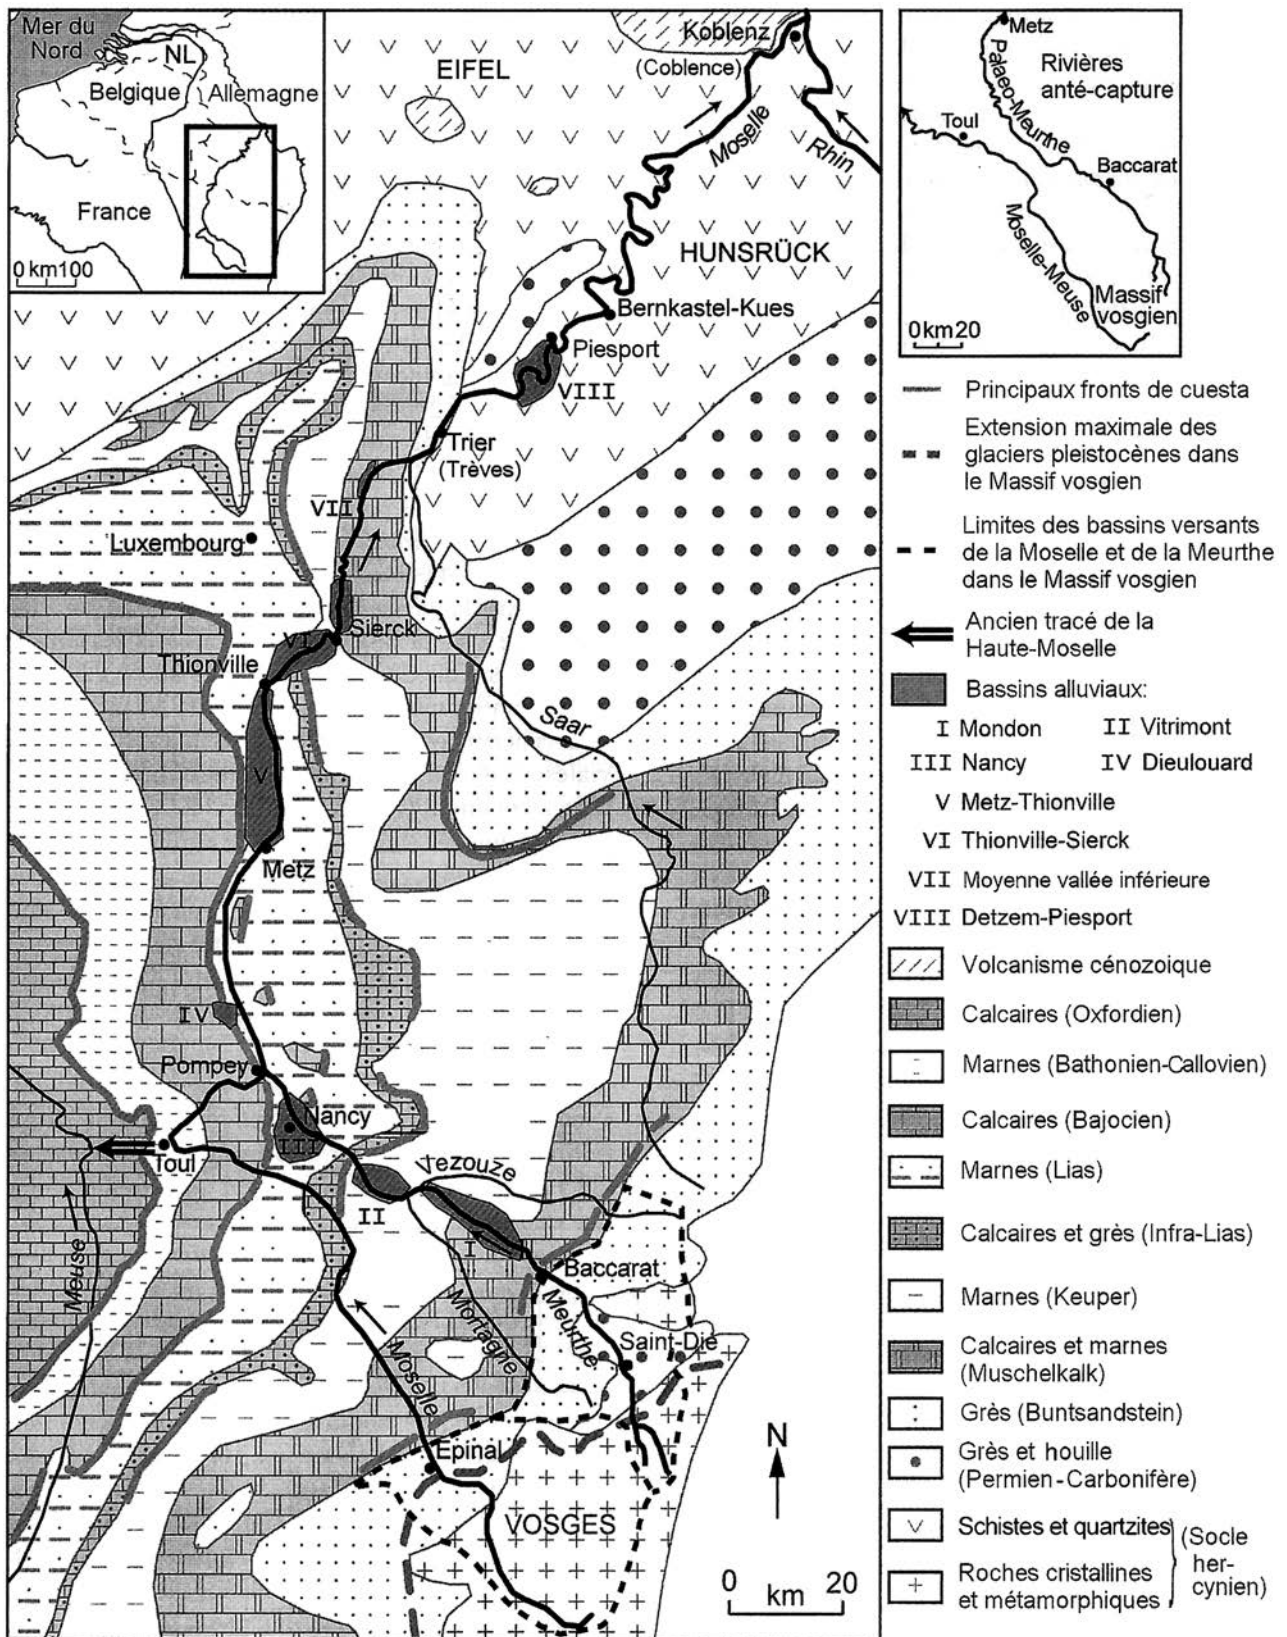 Mer du
Nord
NL
Belgique
Allemagne
France
0 km100
EIFEL
Koblenz
(Coblence)
Moselle
Rhin
HUNSRÜCK
Bernkastel-Kues
Piesport
VIII
Trier
(Trèves)
VII
Luxembourg
Sierck
VI
Thionville
Saar
V
Metz
IV
Pompey
Nancy
III
Toul
Vezouze
II
I
Meuse
Baccarat
Mortagne
Meurthe
Saint-Dié
Moselle
Epinal
VOSGES
N
0 20
km
Metz
Rivières
anté-capture
Palaeo-Meurthe
Toul
Baccarat
Moselle-Meuse
Massif
vosgien
0km20
Principaux fronts de cuesta
Extension maximale des
glaciers pleistocènes dans
le Massif vosgien
Limites des bassins versants
de la Moselle et de la Meurthe
dans le Massif vosgien
Ancien tracé de la
Haute-Moselle
Bassins alluviaux:
I Mondon II Vitrimont
III Nancy IV Dieulouard
V Metz-Thionville
VI Thionville-Sierck
VII Moyenne vallée inférieure
VIII Detzem-Piesport
Volcanisme cénozoique
Calcaires (Oxfordien)
Marnes (Bathonien-Callovien)
Calcaires (Bajocien)
Marnes (Lias)
Calcaires et grès (Infra-Lias)
Marnes (Keuper)
Calcaires et marnes
(Muschelkalk)
Grès (Buntsandstein)
Grès et houille
(Permien-Carbonifère)
Schistes et quartzites
Roches cristallines
et métamorphiques
(Socle
her-
cynien)